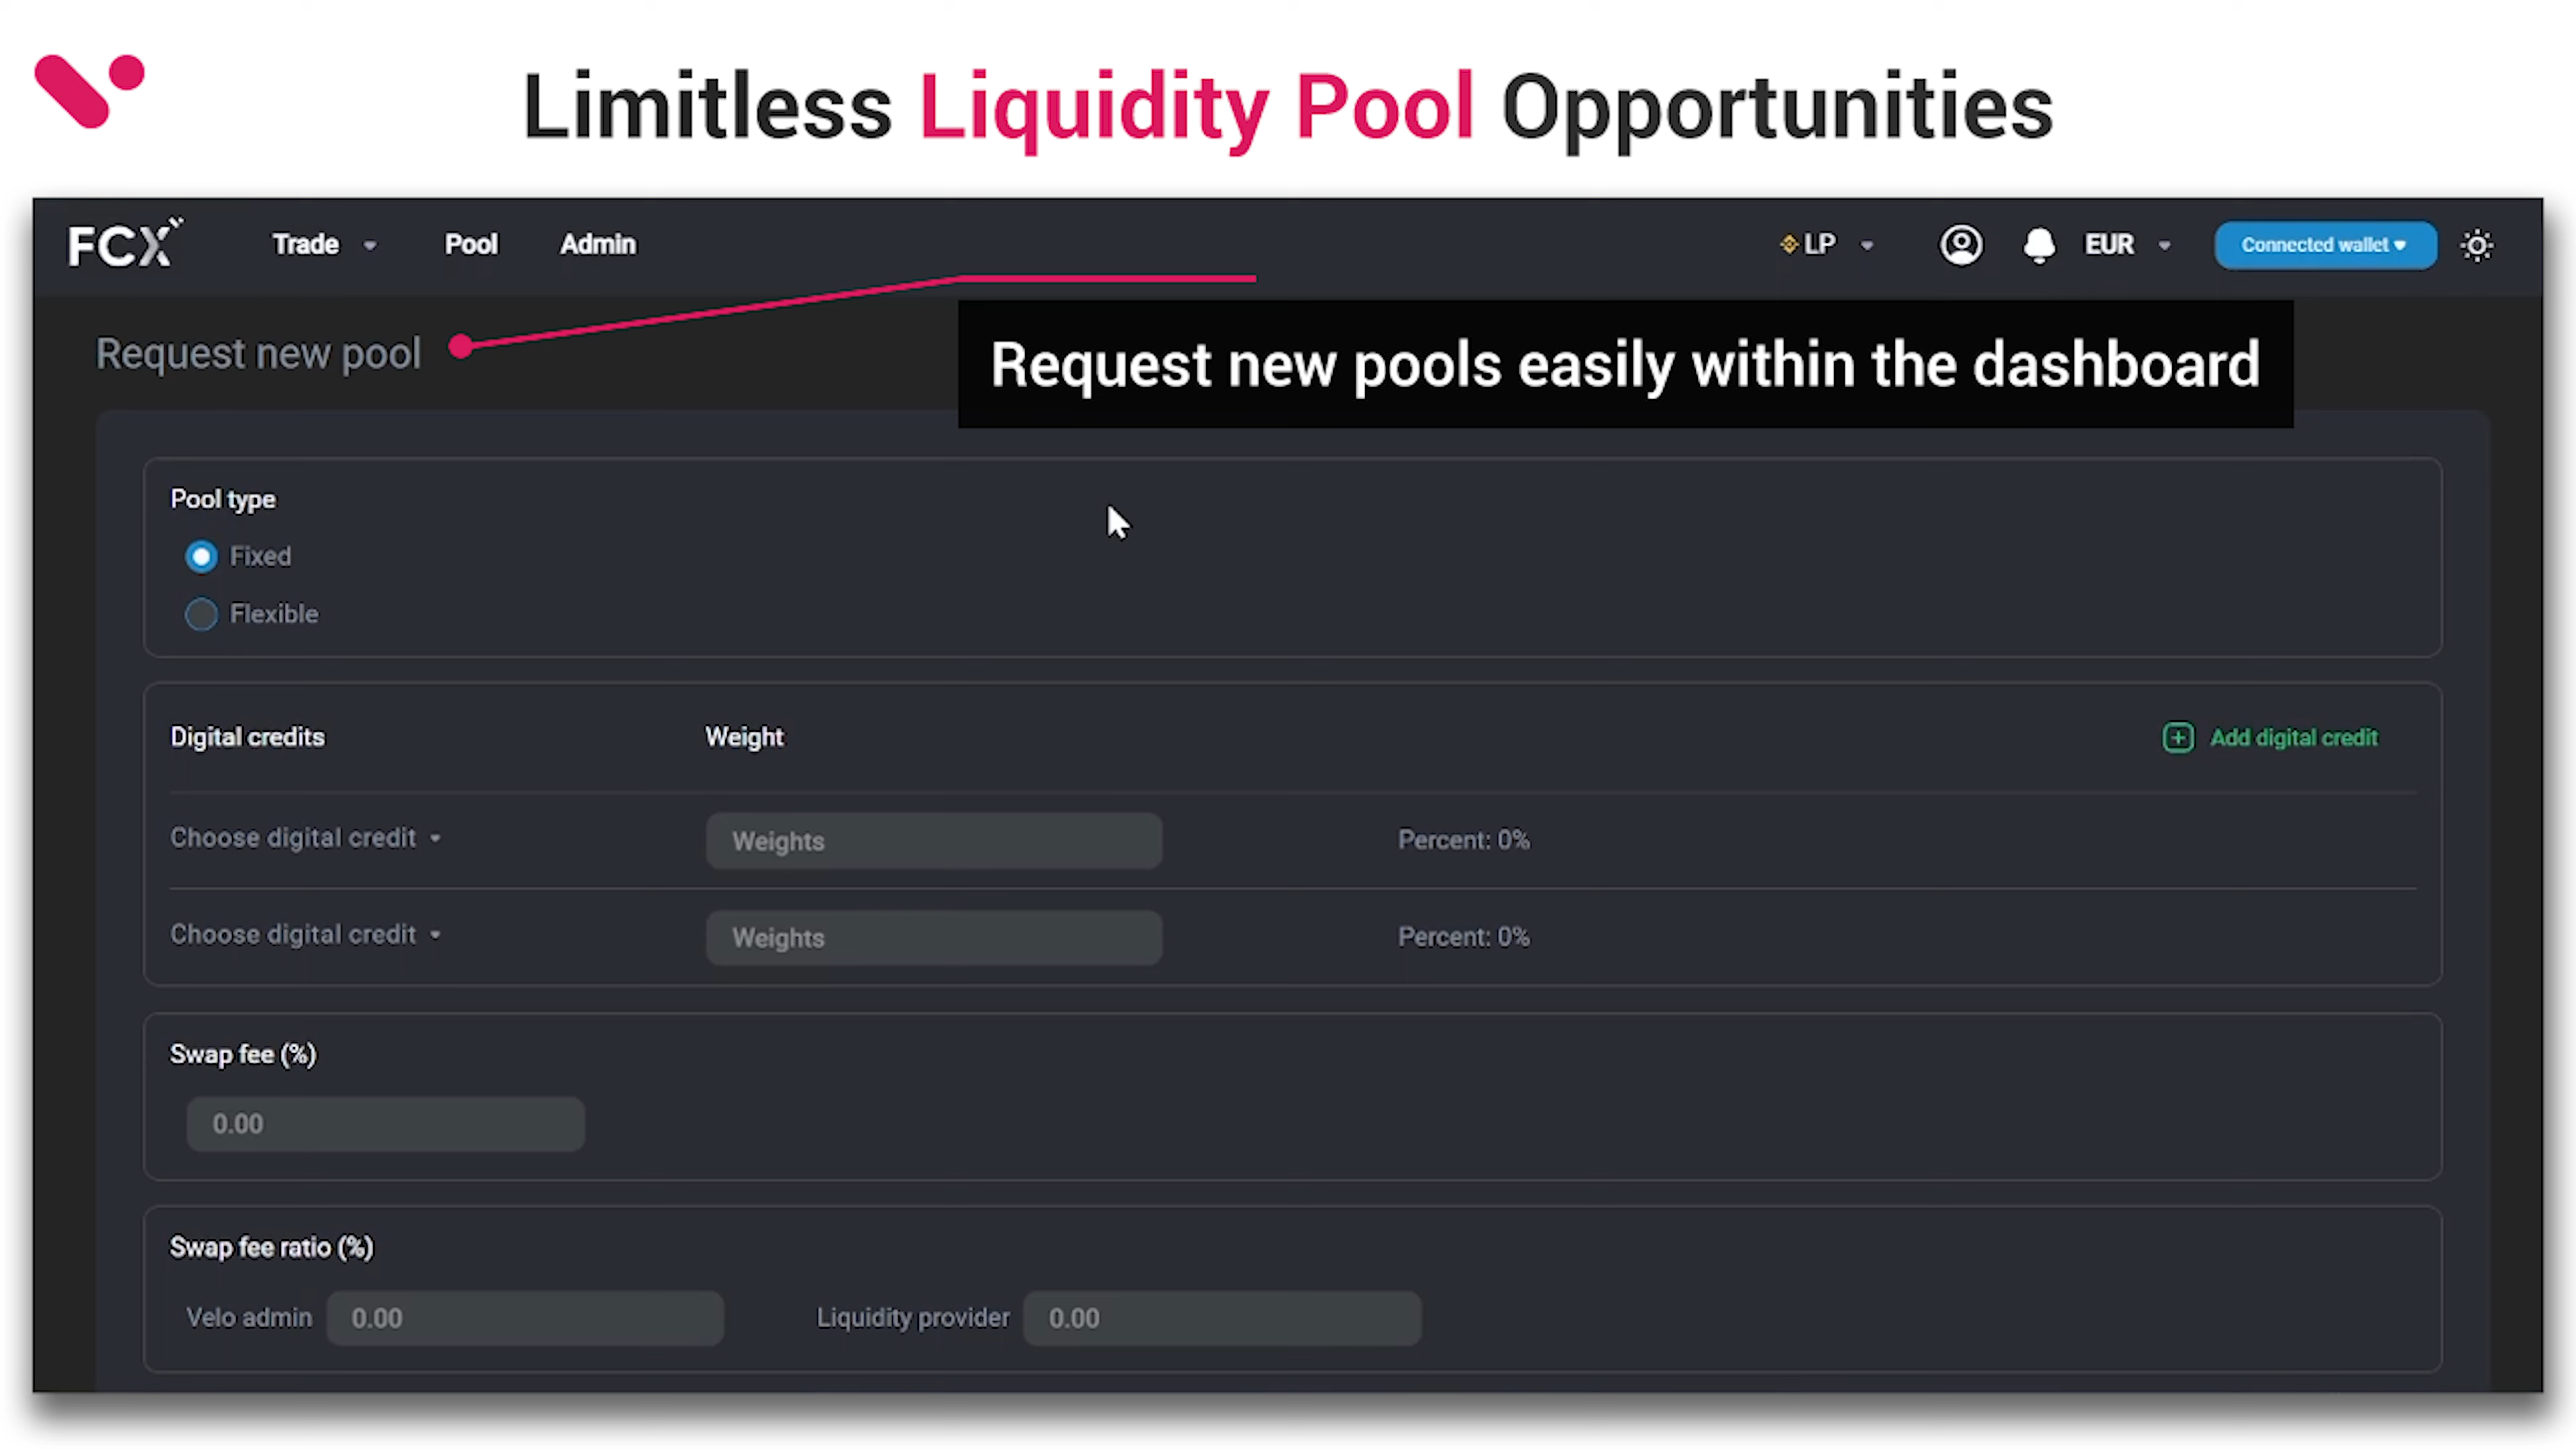 Limitless Liquidity Pool Opportunities
FCX Trade Pool Admin LP EUR Connected wallet
Request new pool
Request new pools easily within the dashboard
Pool type
Fixed
Flexible
Digital credits Weight Add digital credit
Choose digital credit Weights Percent: 0%
Choose digital credit Weights Percent: 0%
Swap fee (%)
0.00
Swap fee ratio (%)
Velo admin 0.00 Liquidity provider 0.00